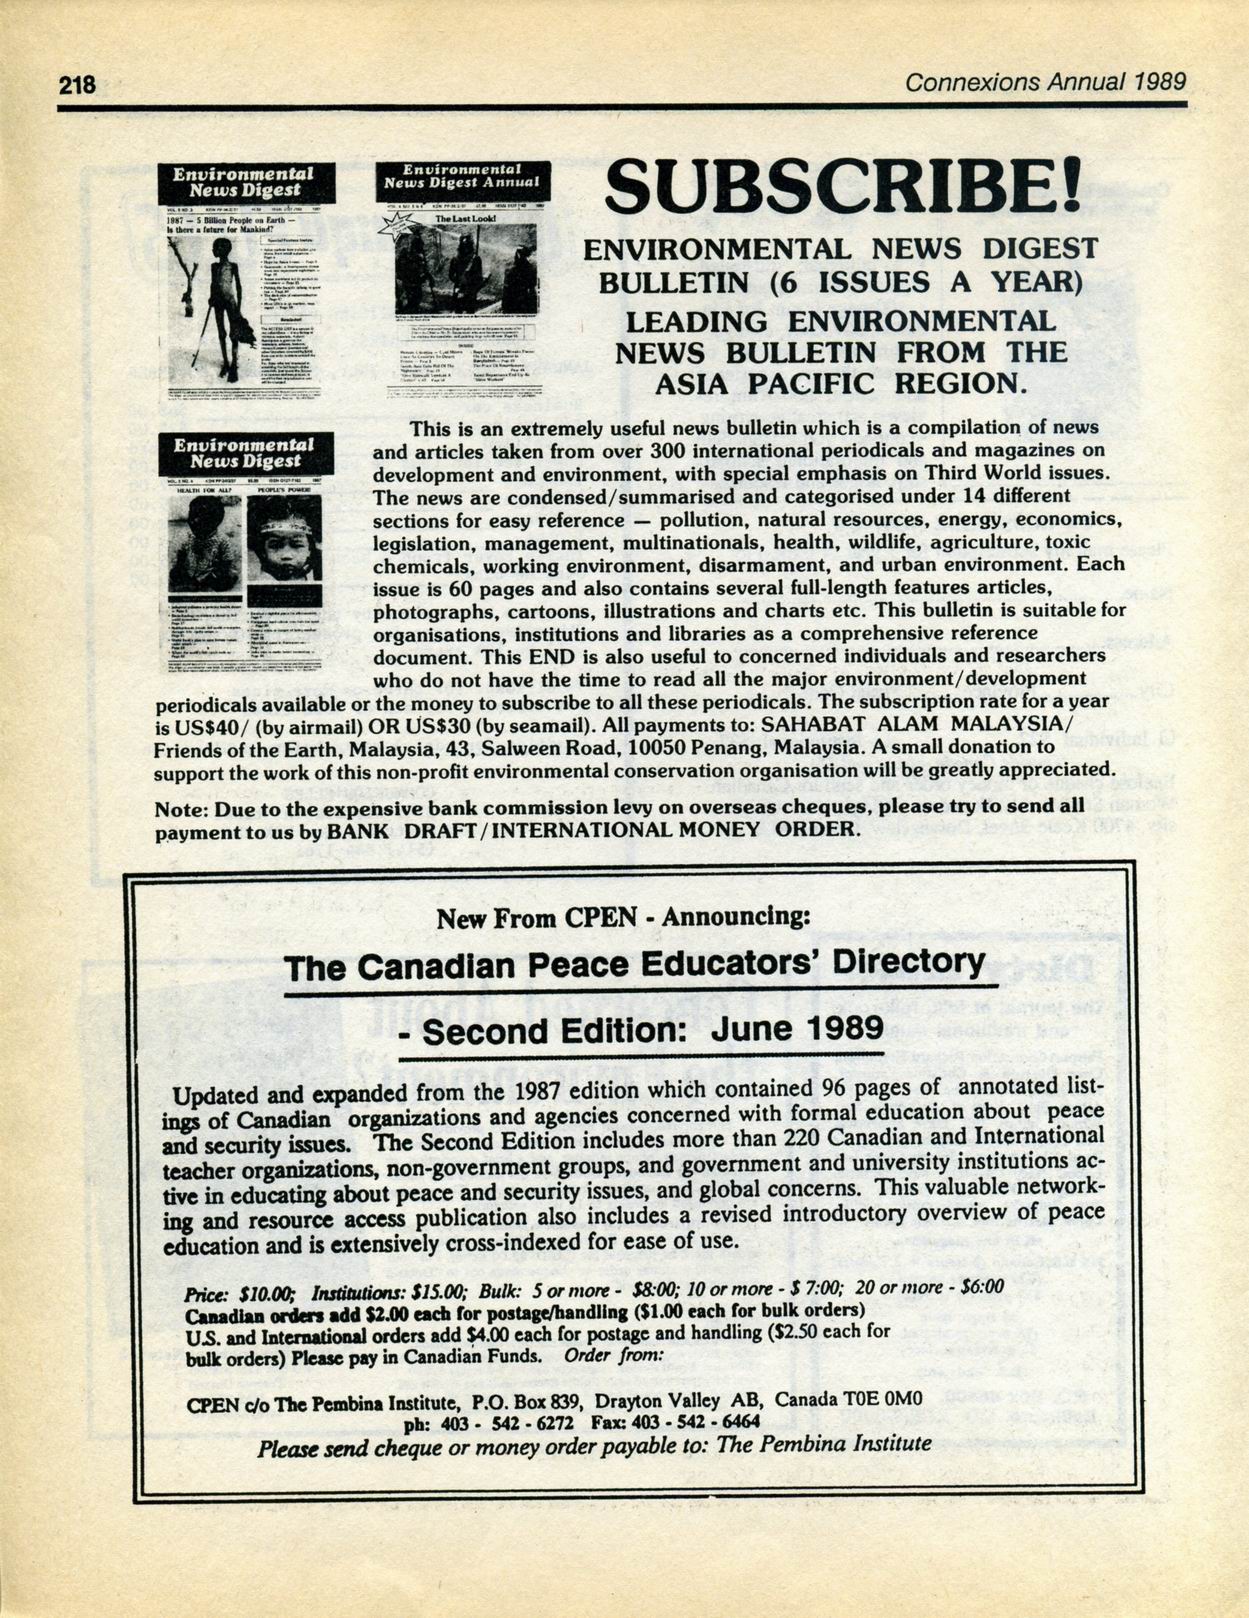 218
Connexions Annual 1989
Environmental
News Digest
1987 — 5 Billion People on Earth —
Is there a future for Mankind?
Environmental
News Digest Annual
The Last Look!
SUBSCRIBE!
ENVIRONMENTAL NEWS DIGEST
BULLETIN (6 ISSUES A YEAR)
LEADING ENVIRONMENTAL
NEWS BULLETIN FROM THE
ASIA PACIFIC REGION.
Environmental
News Digest
HEALTH FOR ALL?
PEOPLE'S POWER!
This is an extremely useful news bulletin which is a compilation of news
and articles taken from over 300 international periodicals and magazines on
development and environment, with special emphasis on Third World issues.
The news are condensed/summarised and categorised under 14 different
sections for easy reference — pollution, natural resources, energy, economics,
legislation, management, multinationals, health, wildlife, agriculture, toxic
chemicals, working environment, disarmament, and urban environment. Each
issue is 60 pages and also contains several full-length features articles,
photographs, cartoons, illustrations and charts etc. This bulletin is suitable for
organisations, institutions and libraries as a comprehensive reference
document. This END is also useful to concerned individuals and researchers
who do not have the time to read all the major environment/development
periodicals available or the money to subscribe to all these periodicals. The subscription rate for a year
is US$40/ (by airmail) OR US$30 (by seamail). All payments to: SAHABAT ALAM MALAYSIA/
Friends of the Earth, Malaysia, 43, Salween Road, 10050 Penang, Malaysia. A small donation to
support the work of this non-profit environmental conservation organisation will be greatly appreciated.
Note: Due to the expensive bank commission levy on overseas cheques, please try to send all
payment to us by BANK DRAFT/INTERNATIONAL MONEY ORDER.
New From CPEN - Announcing:
The Canadian Peace Educators' Directory
- Second Edition: June 1989
Updated and expanded from the 1987 edition which contained 96 pages of annotated list-
ings of Canadian organizations and agencies concerned with formal education about peace
and security issues. The Second Edition includes more than 220 Canadian and International
teacher organizations, non-government groups, and government and university institutions ac-
tive in educating about peace and security issues, and global concerns. This valuable network-
ing and resource access publication also includes a revised introductory overview of peace
education and is extensively cross-indexed for ease of use.
Price: $10.00; Institutions: $15.00; Bulk: 5 or more - $8:00; 10 or more - $ 7:00; 20 or more - $6:00
Canadian orders add $2.00 each for postage/handling ($1.00 each for bulk orders)
U.S. and International orders add $4.00 each for postage and handling ($2.50 each for
bulk orders) Please pay in Canadian Funds. Order from:
CPEN c/o The Pembina Institute, P.O. Box 839, Drayton Valley AB, Canada T0E 0M0
ph: 403 - 542 - 6272 Fax: 403 - 542 - 6464
Please send cheque or money order payable to: The Pembina Institute